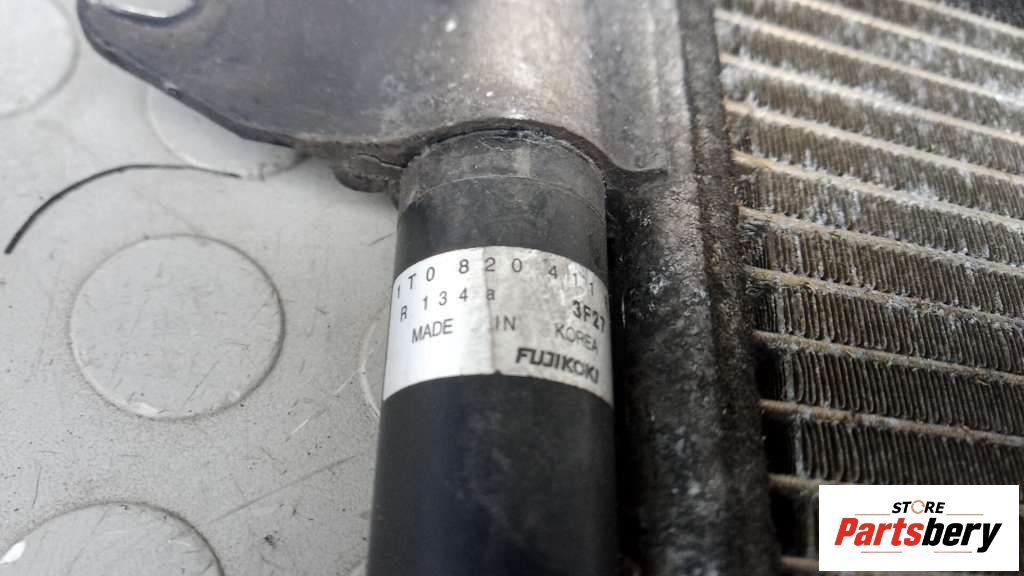 1T0 820 411
R 134 a 3F27
MADE IN KOREA
FUJIKOKI
STORE
Partsbery